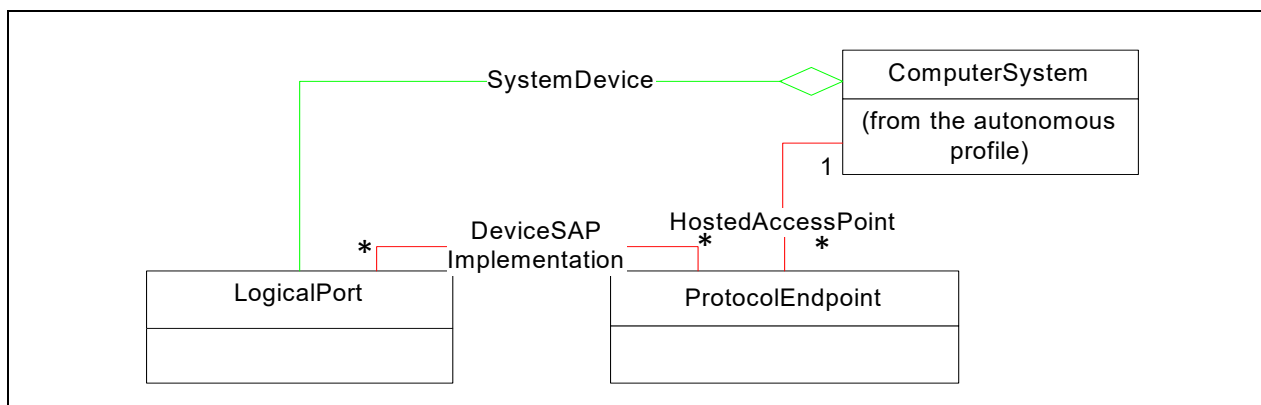 SystemDevice
ComputerSystem
(from the autonomous
profile)
1
HostedAccessPoint
*
DeviceSAP
Implementation
*
*
LogicalPort
ProtocolEndpoint